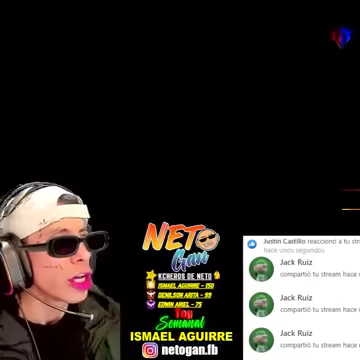 NETO
Gan
KCHEROS DE NETO
ISMAEL AGUIRRE - 150
DENILSON ARITA - 99
EDWIN ARIEL - 75
Top
Semanal
ISMAEL AGUIRRE
netogan.fb
Justin Castillo reaccionó a tu str
hace unos segundos
Jack Ruiz
compartió tu stream hace
Jack Ruiz
compartió tu stream hace
Jack Ruiz
compartió tu stream hace